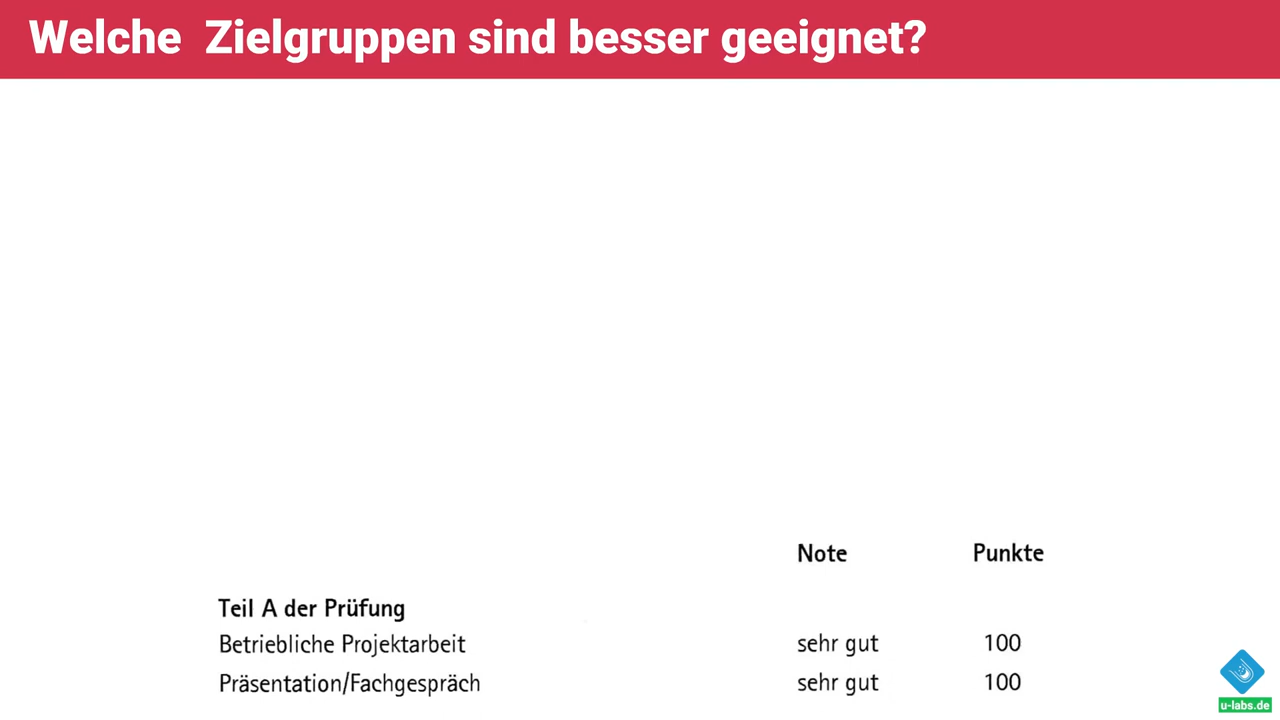 Welche  Zielgruppen sind besser geeignet?
Note Punkte
Teil A der Prüfung
Betriebliche Projektarbeit sehr gut 100
Präsentation/Fachgespräch sehr gut 100
u-labs.de